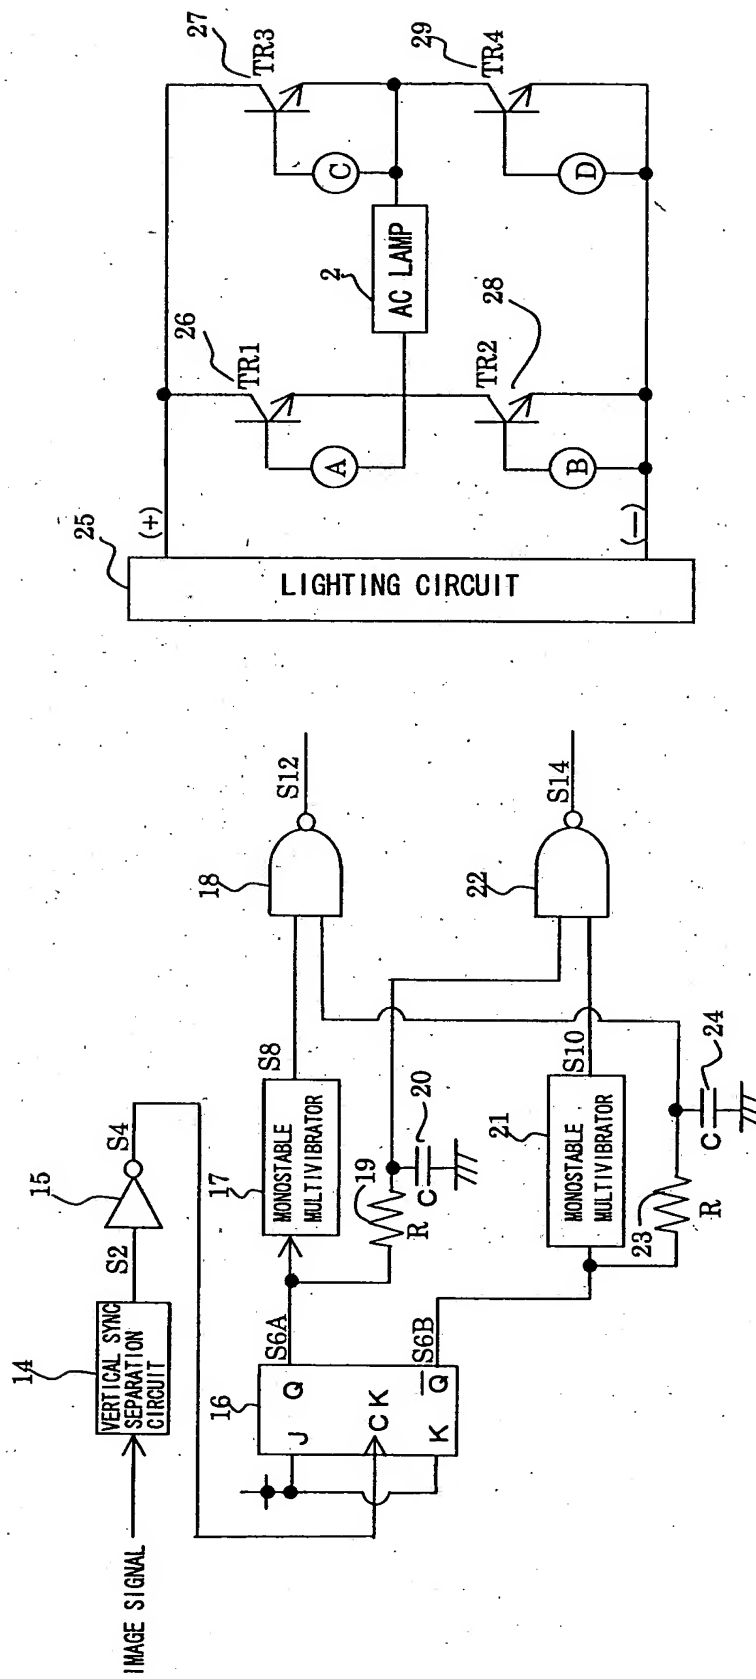 IMAGE SIGNAL
14
VERTICAL SYNC
SEPARATION
CIRCUIT
S2
15
S4
16
J
Q
CK
K
Q
S6A
S6B
17
MONOSTABLE
MULTIVIBRATOR
S8
R
19
C
20
18
S12
21
MONOSTABLE
MULTIVIBRATOR
S10
23
R
C
24
22
S14
25
LIGHTING CIRCUIT
(+)
(−)
26
TR1
A
27
TR3
C
2
AC LAMP
28
TR2
B
29
TR4
D